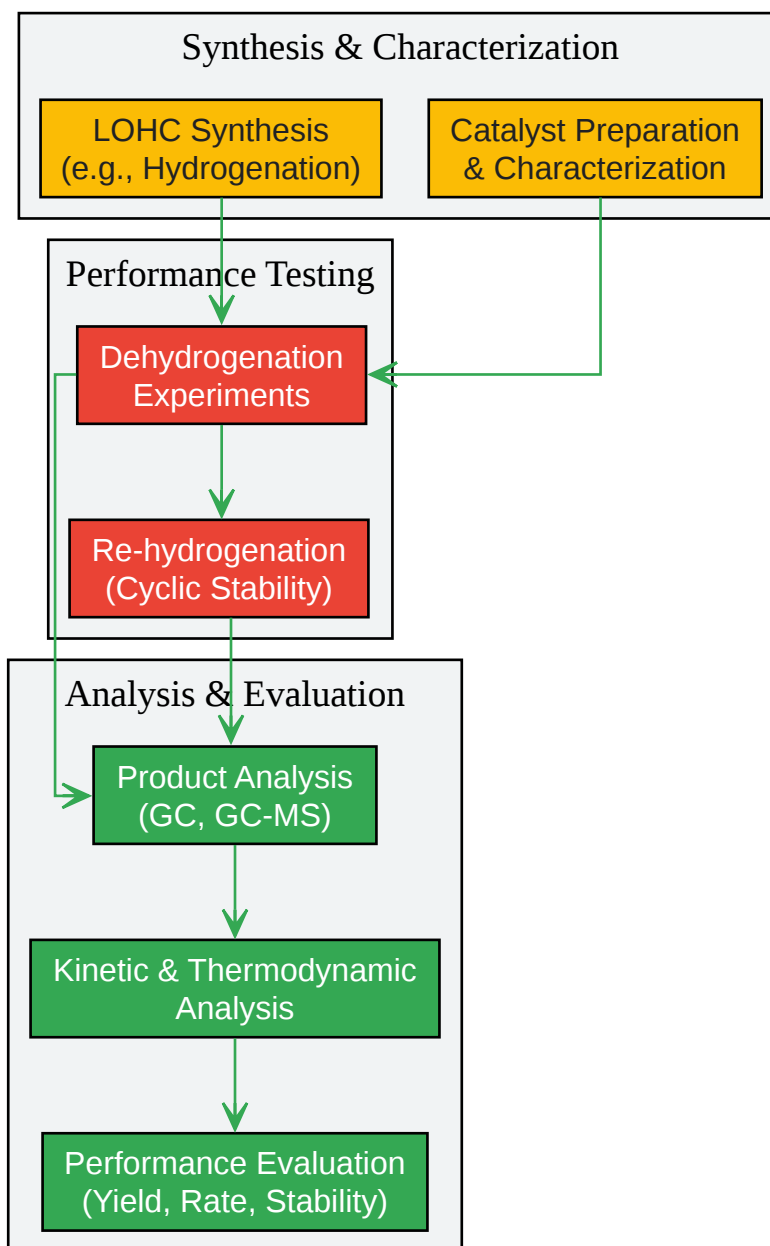 Synthesis & Characterization
LOHC Synthesis
(e.g., Hydrogenation)
Catalyst Preparation
& Characterization
Performance Testing
Dehydrogenation
Experiments
Re-hydrogenation
(Cyclic Stability)
Analysis & Evaluation
Product Analysis
(GC, GC-MS)
Kinetic & Thermodynamic
Analysis
Performance Evaluation
(Yield, Rate, Stability)